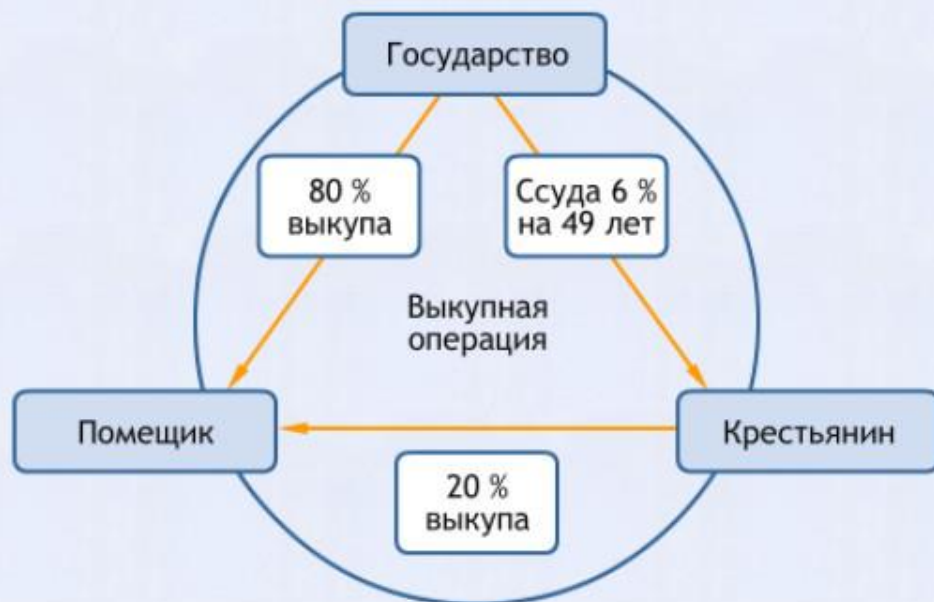 Государство
80 %
выкупа
Ссуда 6 %
на 49 лет
Выкупная
операция
Помещик
Крестьянин
20 %
выкупа